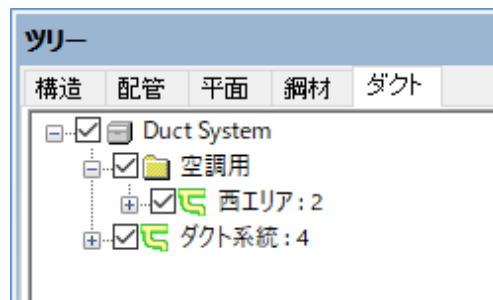 ツリー
構造 配管 平面 鋼材 ダクト
Duct System
空調用
西エリア:2
ダクト系統:4